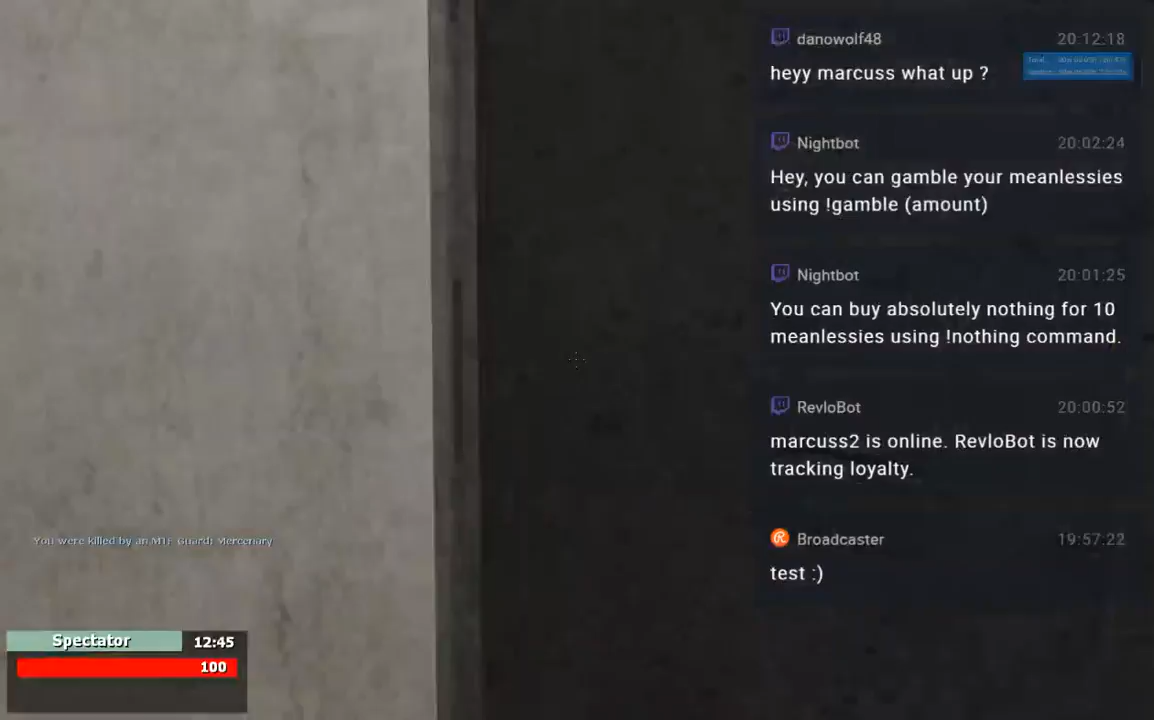 danowolf48 20:12:18
heyy marcuss what up ?
Nightbot 20:02:24
Hey, you can gamble your meanlessies
using !gamble (amount)
Nightbot 20:01:25
You can buy absolutely nothing for 10
meanlessies using !nothing command.
RevloBot 20:00:52
marcuss2 is online. RevloBot is now
tracking loyalty.
Broadcaster 19:57:22
test :)
You were killed by an MTF Guard: Mercenary
Spectator 12:45
100